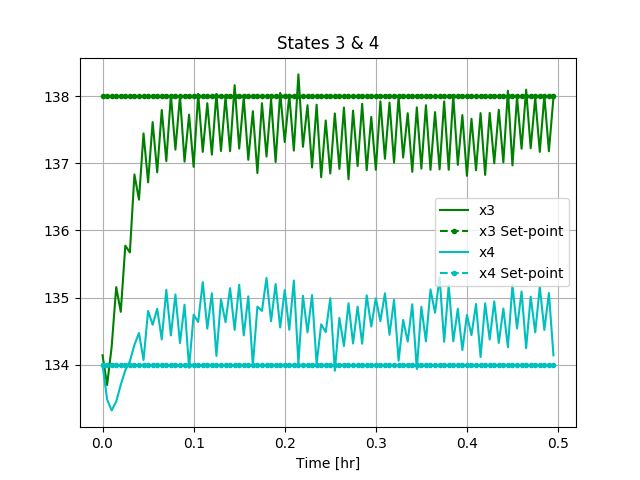 States 3 & 4
138
137
136
135
134
x3
x3 Set-point
x4
x4 Set-point
0.0 0.1 0.2 0.3 0.4 0.5
Time [hr]